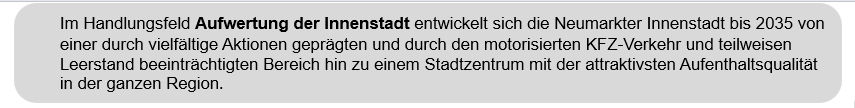 Im Handlungsfeld Aufwertung der Innenstadt entwickelt sich die Neumarkter Innenstadt bis 2035 von
einer durch vielfältige Aktionen geprägten und durch den motorisierten KFZ-Verkehr und teilweisen
Leerstand beeinträchtigten Bereich hin zu einem Stadtzentrum mit der attraktivsten Aufenthaltsqualität
in der ganzen Region.